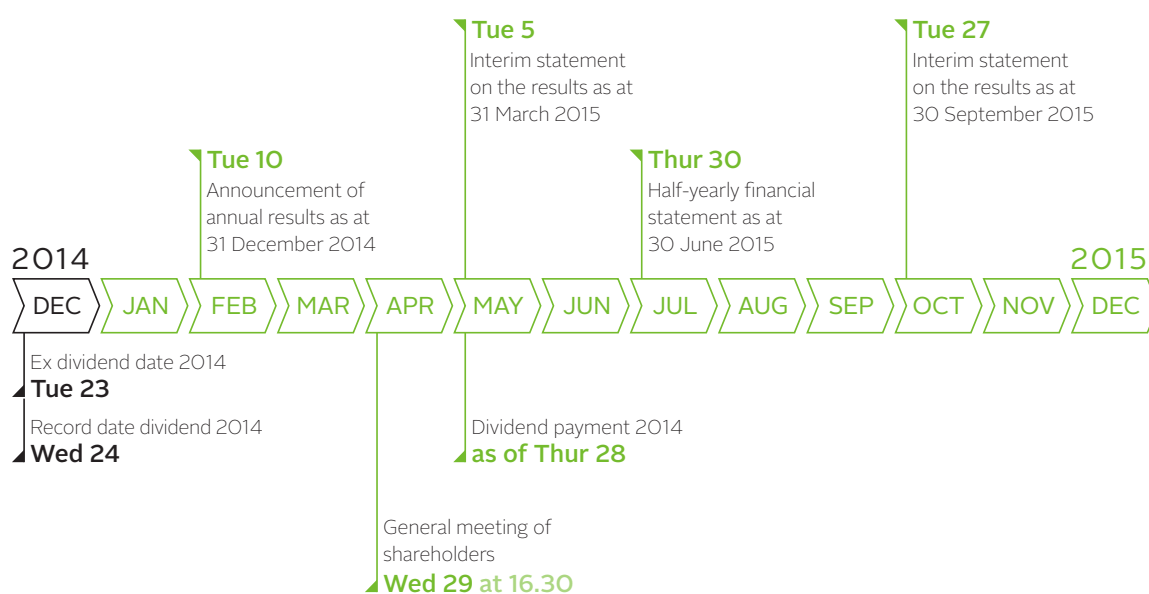 Tue 5
Interim statement
on the results as at
31 March 2015
Tue 27
Interim statement
on the results as at
30 September 2015
Tue 10
Announcement of
annual results as at
31 December 2014
Thur 30
Half-yearly financial
statement as at
30 June 2015
2014
2015
DEC JAN FEB MAR APR MAY JUN JUL AUG SEP OCT NOV DEC
Ex dividend date 2014
Tue 23
Record date dividend 2014
Wed 24
Dividend payment 2014
as of Thur 28
General meeting of
shareholders
Wed 29 at 16.30